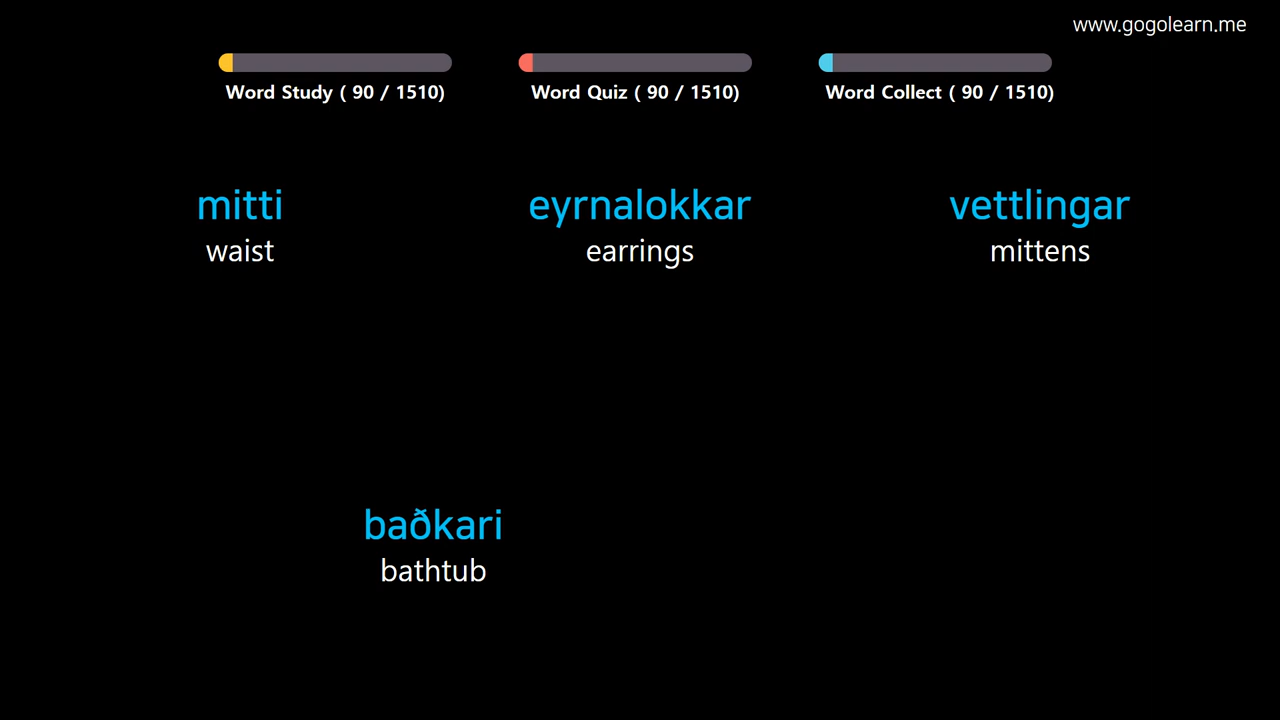 www.gogolearn.me
Word Study ( 90 / 1510)
Word Quiz ( 90 / 1510)
Word Collect ( 90 / 1510)
mitti
waist
eyrnalokkar
earrings
vettlingar
mittens
baðkari
bathtub